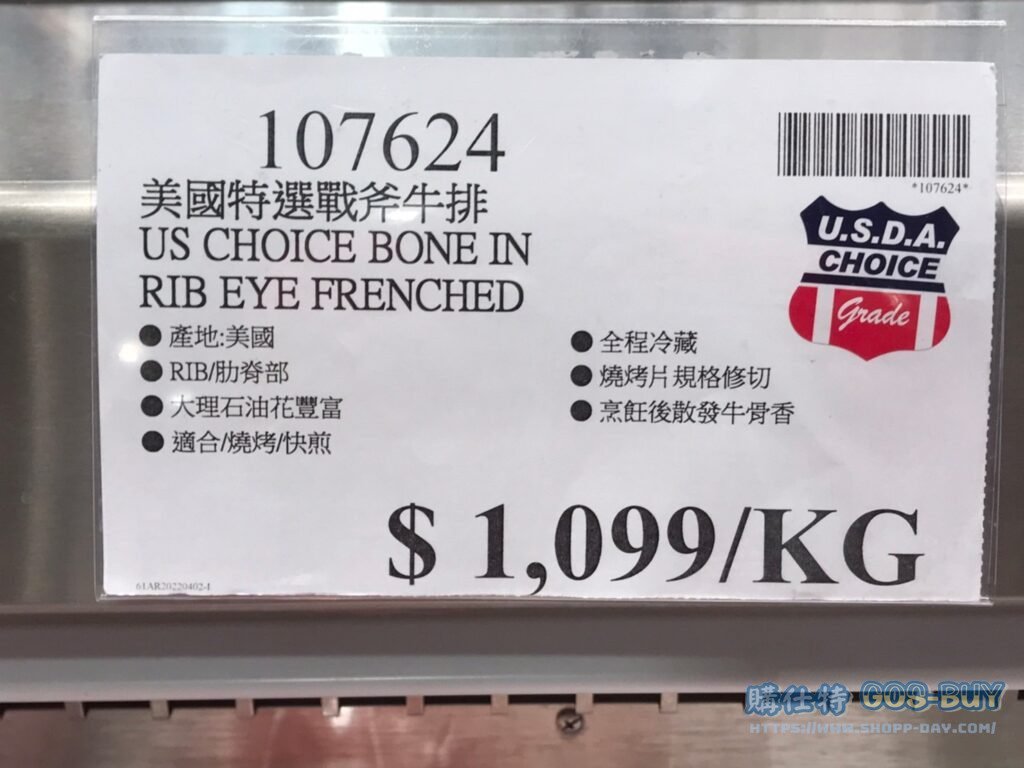 107624
*107624*
美國特選戰斧牛排
US CHOICE BONE IN
RIB EYE FRENCHED
U.S.D.A.
CHOICE
Grade
● 產地:美國
● RIB/肋脊部
● 大理石油花豐富
● 適合/燒烤/快煎
● 全程冷藏
● 燒烤片規格修切
● 烹飪後散發牛骨香
$ 1,099/KG
61AR20220402-1
購仕特 COS-BUY
HTTPS://WWW.SHOPP-DAY.COM/